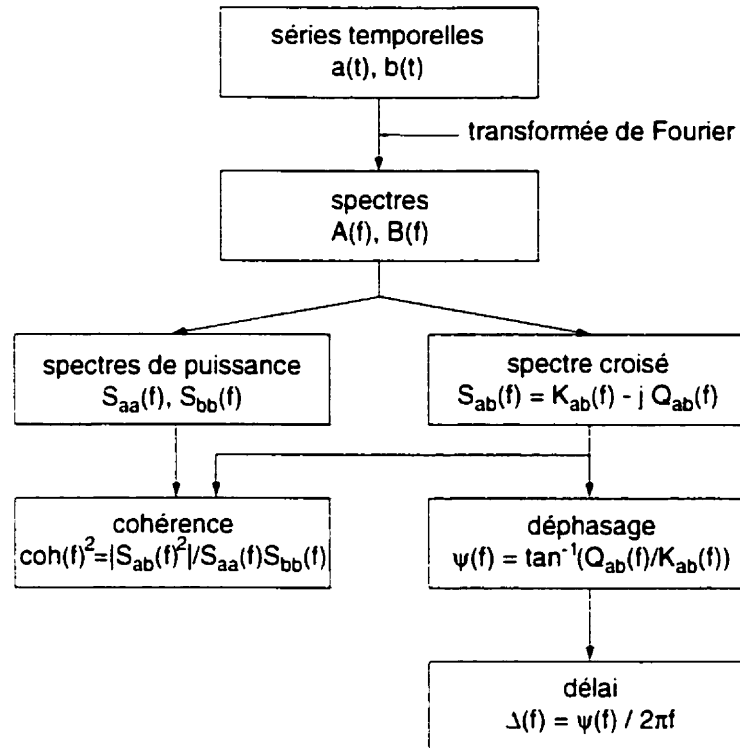 séries temporelles
a(t), b(t)
transformée de Fourier
spectres
A(f), B(f)
spectres de puissance
S_aa(f), S_bb(f)
spectre croisé
S_ab(f) = K_ab(f) - j Q_ab(f)
cohérence
coh(f)²=|S_ab(f)²|/S_aa(f)S_bb(f)
déphasage
ψ(f) = tan⁻¹(Q_ab(f)/K_ab(f))
délai
Δ(f) = ψ(f) / 2πf